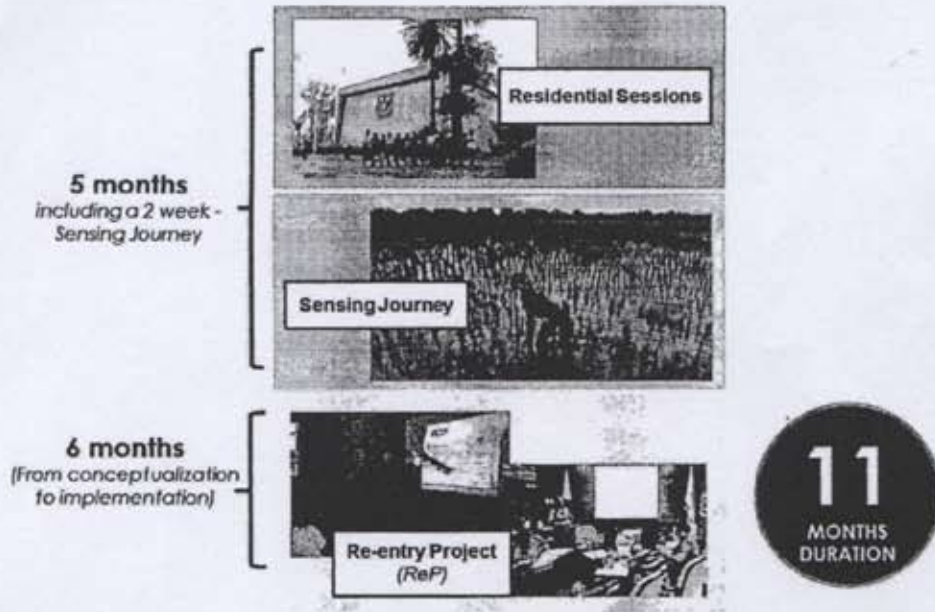 Residential Sessions
5 months
including a 2 week -
Sensing Journey
Sensing Journey
6 months
(From conceptualization
to implementation)
Re-entry Project
(ReP)
11
MONTHS
DURATION